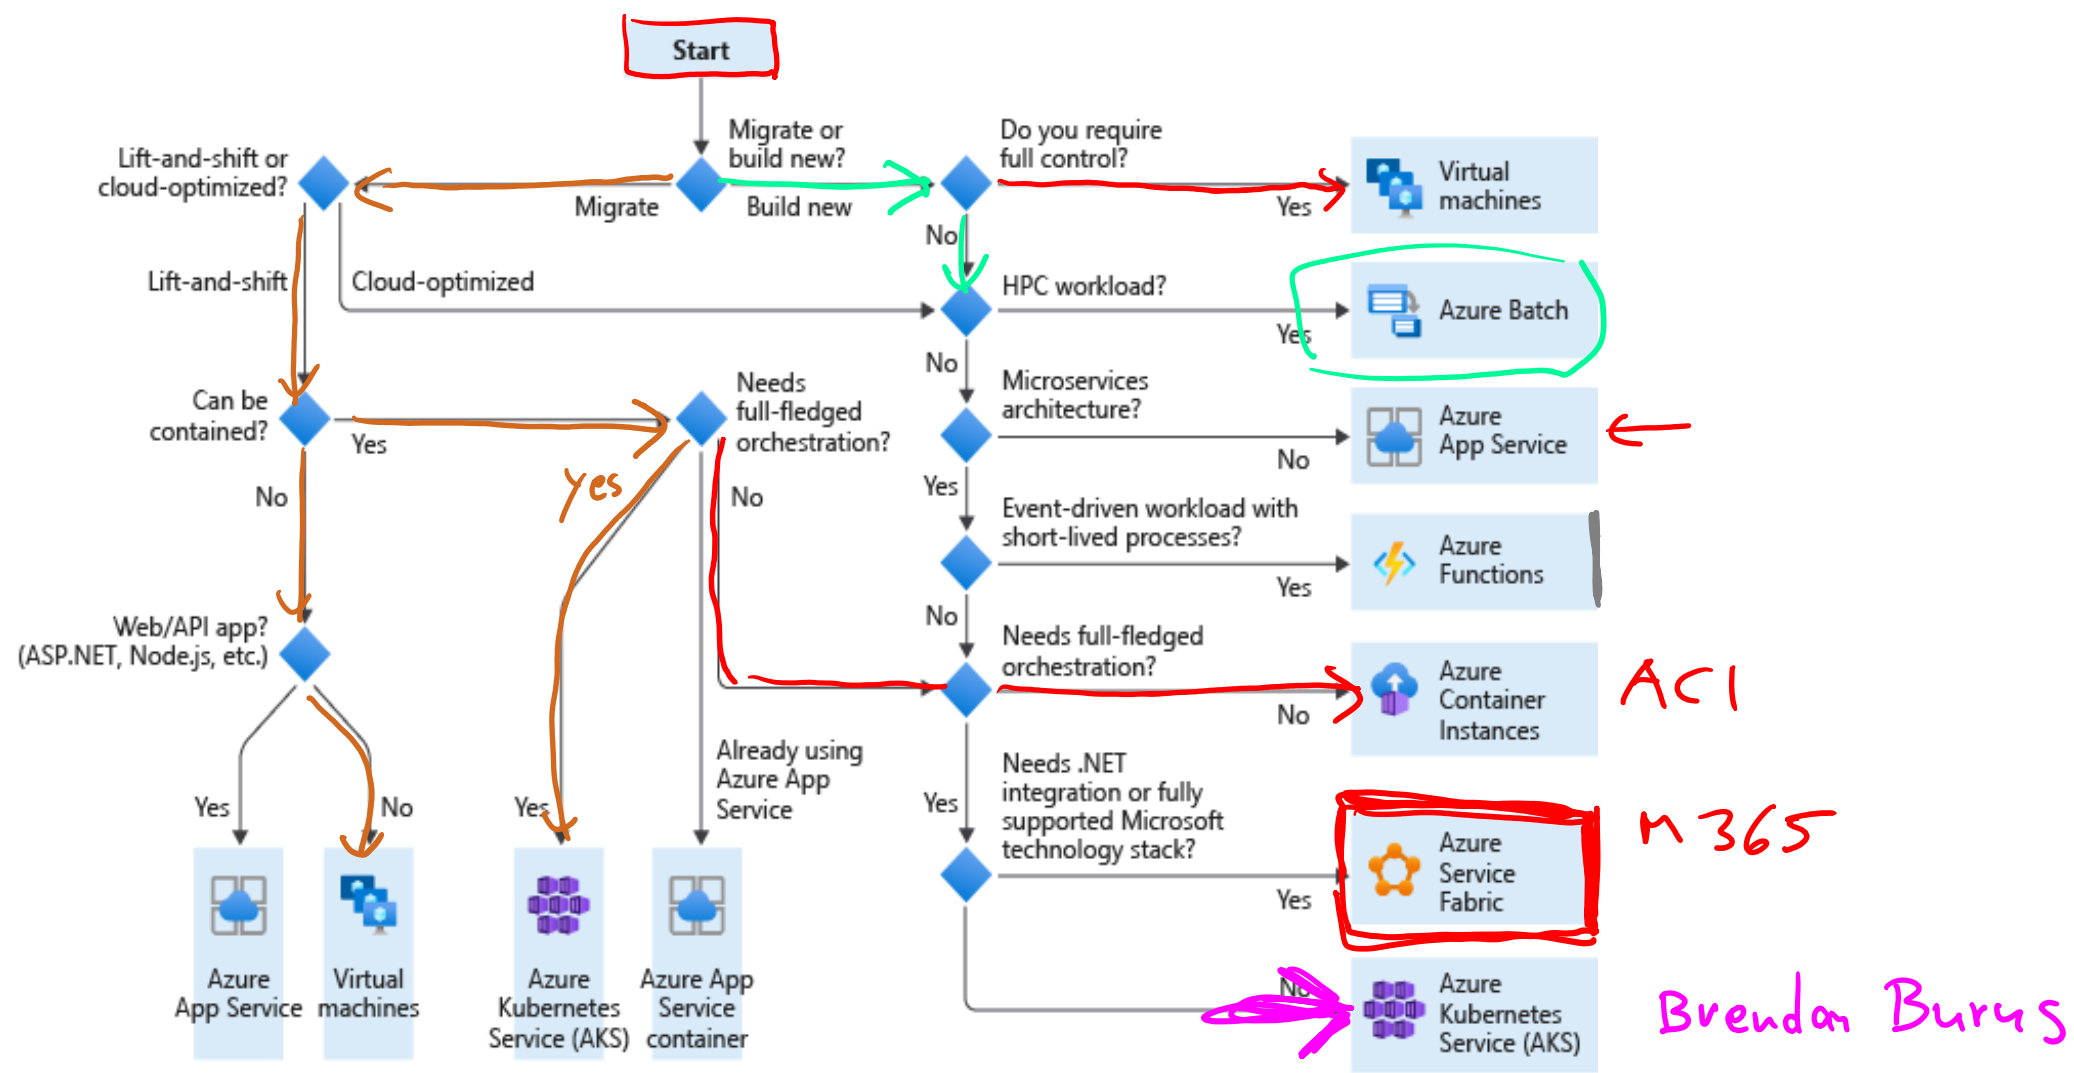 Start
Migrate or
build new?
Migrate
Build new
Lift-and-shift or
cloud-optimized?
Lift-and-shift
Cloud-optimized
Can be
contained?
Yes
No
Needs
full-fledged
orchestration?
yes
No
Web/API app?
(ASP.NET, Node.js, etc.)
Yes
No
Yes
Already using
Azure App
Service
Azure
App Service
Virtual
machines
Azure
Kubernetes
Service (AKS)
Azure App
Service
container
Do you require
full control?
Yes
No
Virtual
machines
HPC workload?
Yes
No
Azure Batch
Microservices
architecture?
No
Yes
Azure
App Service
Event-driven workload with
short-lived processes?
Yes
No
Azure
Functions
Needs full-fledged
orchestration?
No
Yes
Azure
Container
Instances
ACI
Needs .NET
integration or fully
supported Microsoft
technology stack?
Yes
No
Azure
Service
Fabric
M365
Azure
Kubernetes
Service (AKS)
Brendan Burns